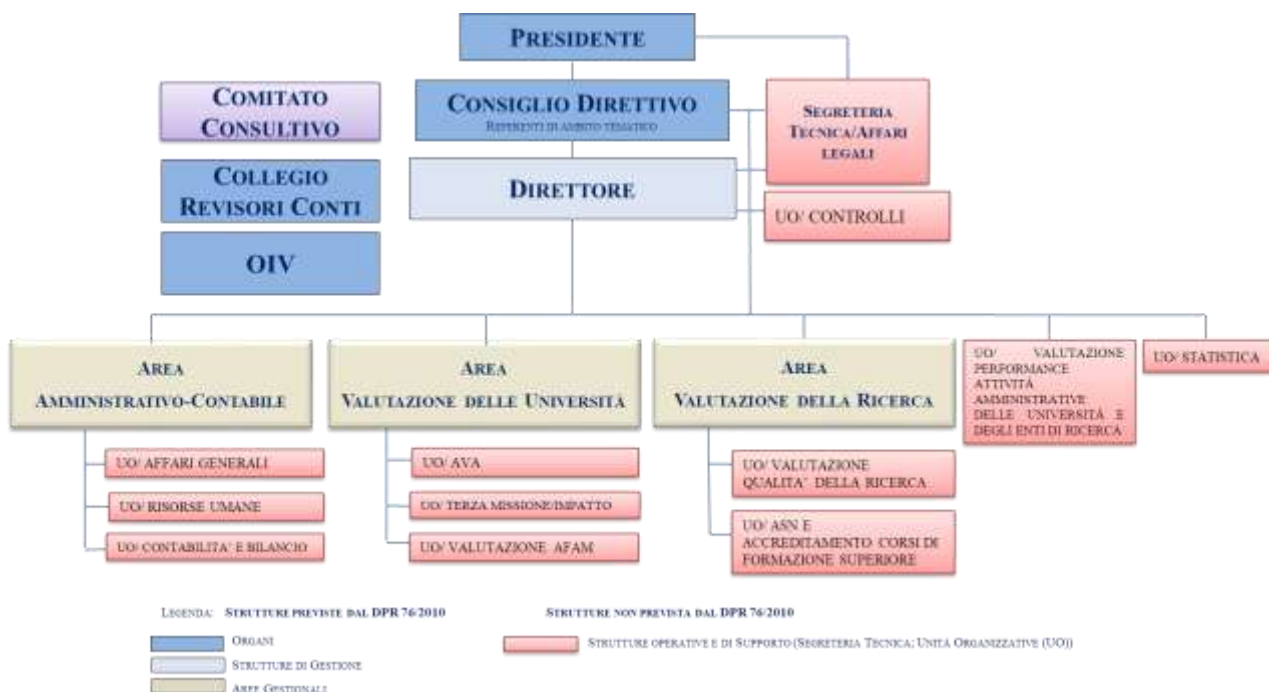 PRESIDENTE
COMITATO
CONSULTIVO
CONSIGLIO DIRETTIVO
REFERENTI DI AMBITO TEMATICO
SEGRETERIA
TECNICA/AFFARI
LEGALI
COLLEGIO
REVISORI CONTI
DIRETTORE
UO/ CONTROLLI
OIV
AREA
AMMINISTRATIVO-CONTABILE
AREA
VALUTAZIONE DELLE UNIVERSITÀ
AREA
VALUTAZIONE DELLA RICERCA
UO/ VALUTAZIONE
PERFORMANCE
ATTIVITÀ
AMMINISTRATIVE
DELLE UNIVERSITÀ E
DEGLI ENTI DI RICERCA
UO/ STATISTICA
UO/ AFFARI GENERALI
UO/ RISORSE UMANE
UO/ CONTABILITA' E BILANCIO
UO/ AVA
UO/ TERZA MISSIONE/IMPATTO
UO/ VALUTAZIONE AFAM
UO/ VALUTAZIONE
QUALITA' DELLA RICERCA
UO/ ASN E
ACCREDITAMENTO CORSI DI
FORMAZIONE SUPERIORE
LEGENDA: STRUTTURE PREVISTE DAL DPR 76/2010
STRUTTURE NON PREVISTA DAL DPR 76/2010
ORGANI
STRUTTURE OPERATIVE E DI SUPPORTO (SEGRETERIA TECNICA; UNITÀ ORGANIZZATIVE (UO))
STRUTTURE DI GESTIONE
AREE GESTIONALI